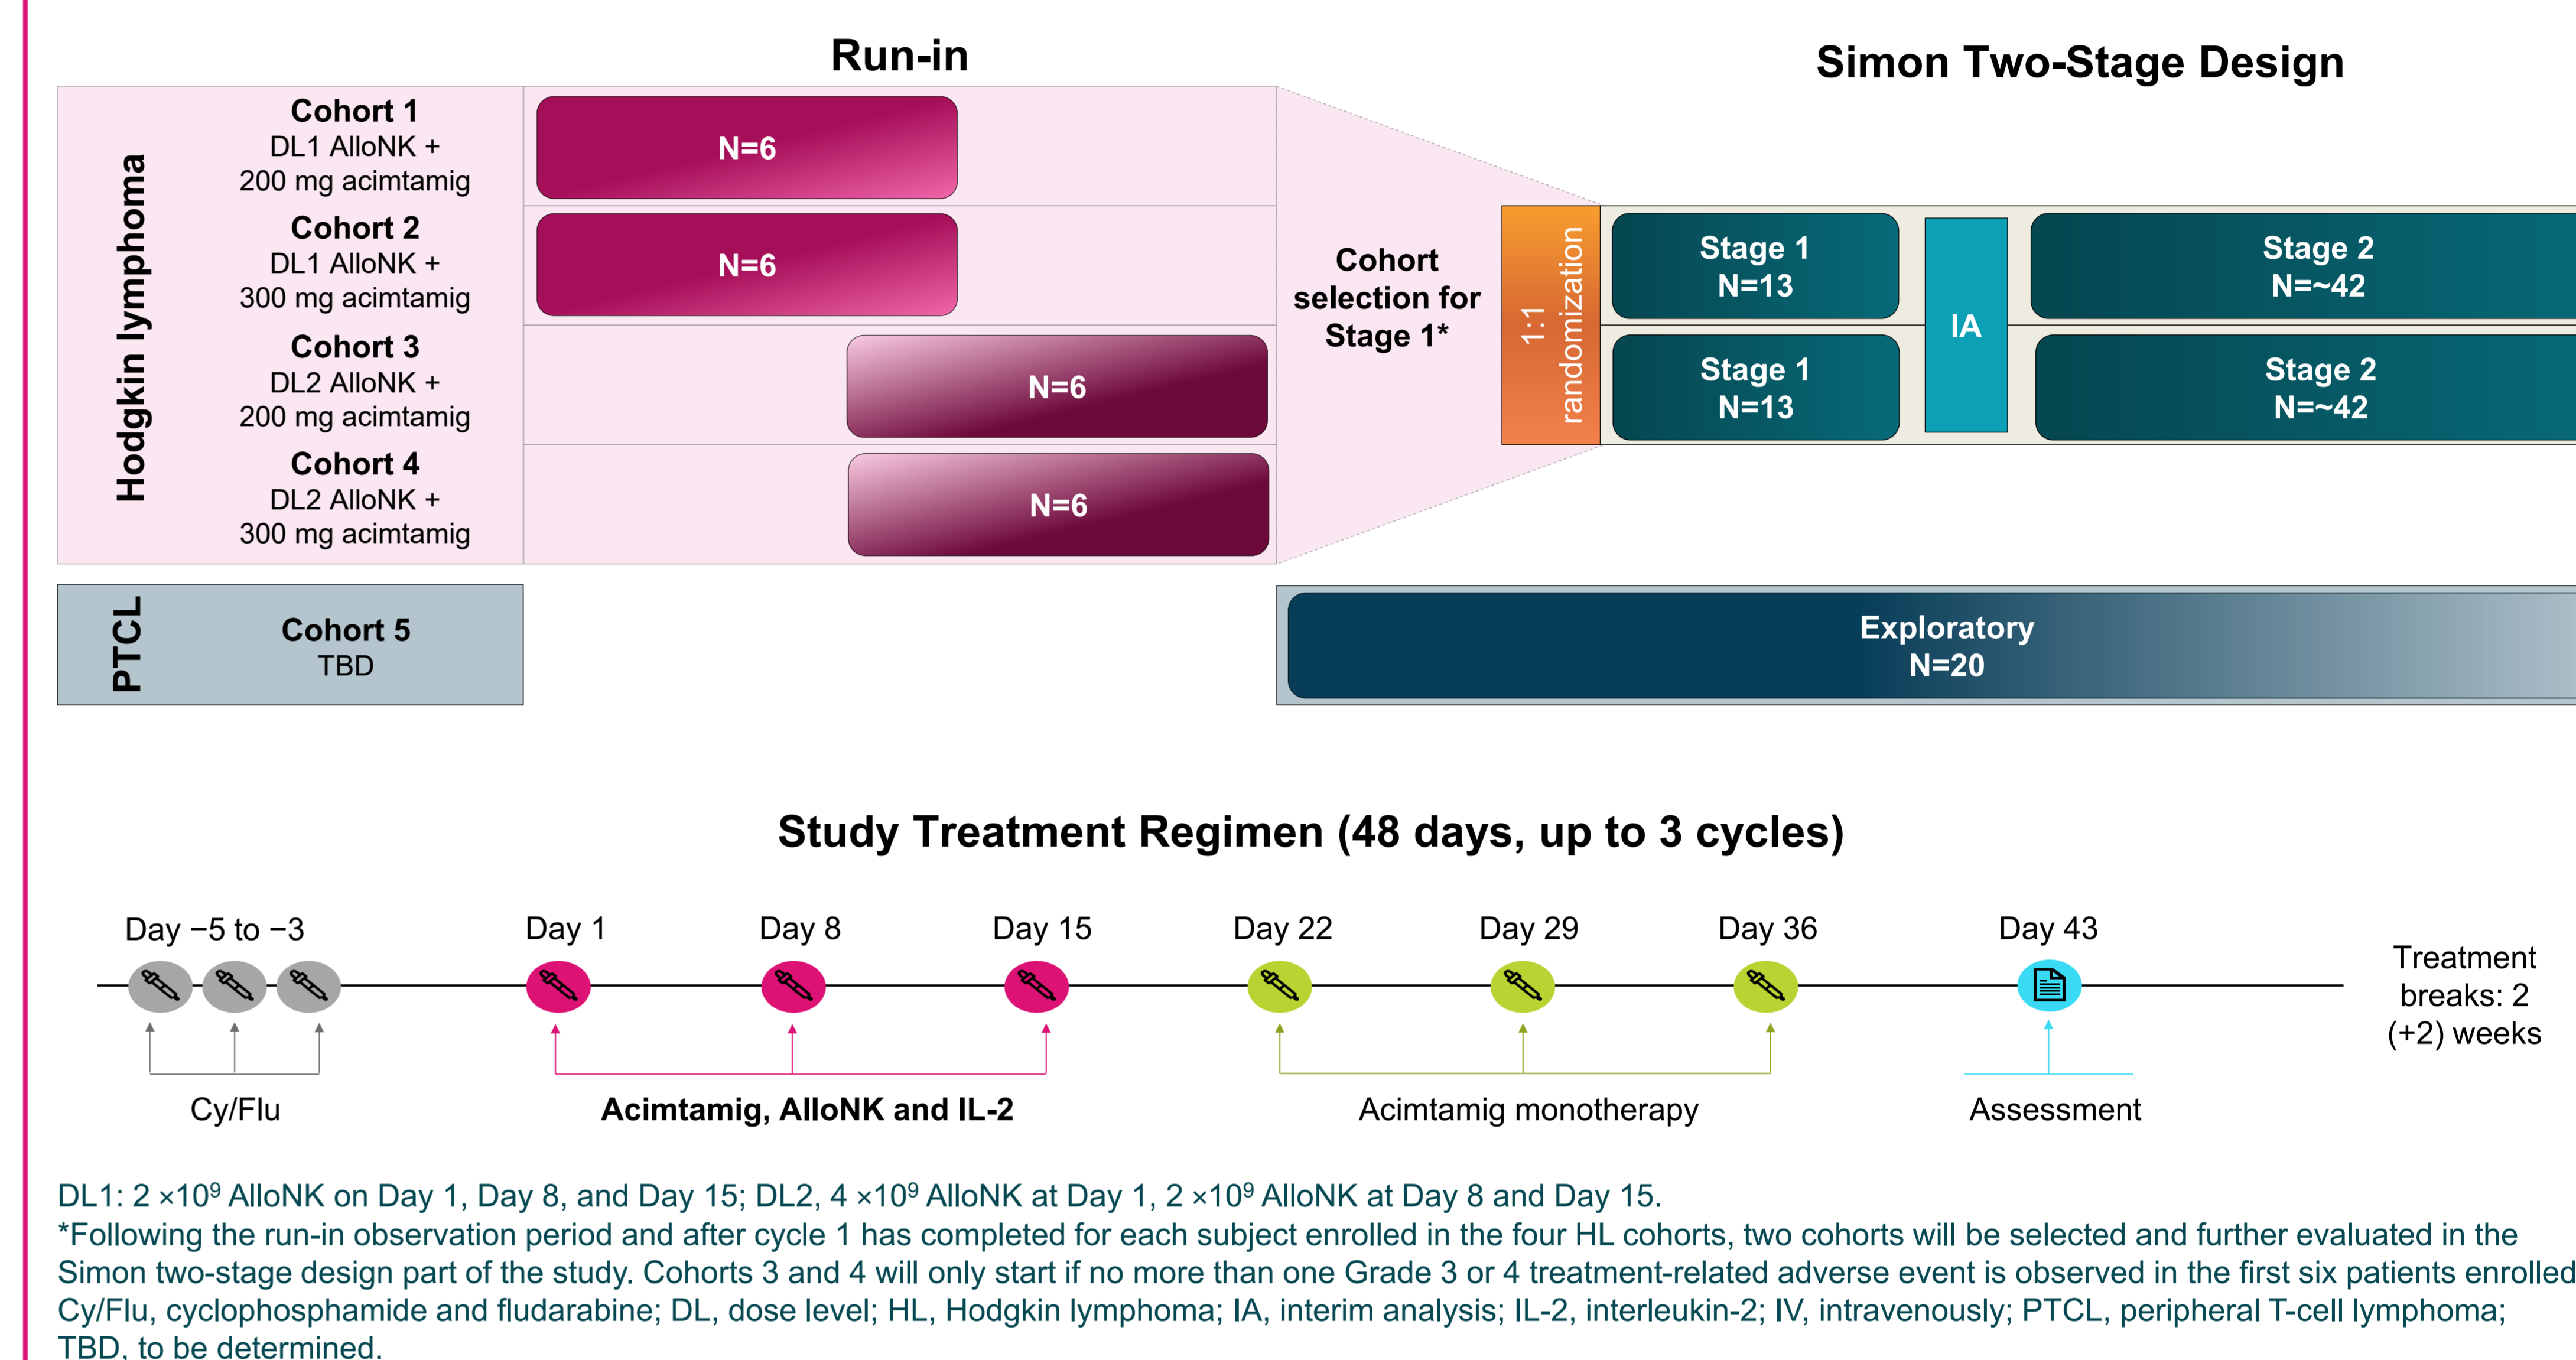 Run-in
Simon Two-Stage Design
Hodgkin lymphoma
Cohort 1
DL1 AlloNK +
200 mg acimtamig
N=6
Cohort 2
DL1 AlloNK +
300 mg acimtamig
N=6
Cohort 3
DL2 AlloNK +
200 mg acimtamig
N=6
Cohort 4
DL2 AlloNK +
300 mg acimtamig
N=6
Cohort
selection for
Stage 1*
1:1
randomization
Stage 1
N=13
Stage 1
N=13
IA
Stage 2
N=~42
Stage 2
N=~42
PTCL
Cohort 5
TBD
Exploratory
N=20
Study Treatment Regimen (48 days, up to 3 cycles)
Day −5 to −3
Day 1
Day 8
Day 15
Day 22
Day 29
Day 36
Day 43
Treatment
breaks: 2
(+2) weeks
Cy/Flu
Acimtamig, AlloNK and IL-2
Acimtamig monotherapy
Assessment
DL1: 2 ×10⁹ AlloNK on Day 1, Day 8, and Day 15; DL2, 4 ×10⁹ AlloNK at Day 1, 2 ×10⁹ AlloNK at Day 8 and Day 15.
*Following the run-in observation period and after cycle 1 has completed for each subject enrolled in the four HL cohorts, two cohorts will be selected and further evaluated in the
Simon two-stage design part of the study. Cohorts 3 and 4 will only start if no more than one Grade 3 or 4 treatment-related adverse event is observed in the first six patients enrolled
Cy/Flu, cyclophosphamide and fludarabine; DL, dose level; HL, Hodgkin lymphoma; IA, interim analysis; IL-2, interleukin-2; IV, intravenously; PTCL, peripheral T-cell lymphoma;
TBD, to be determined.